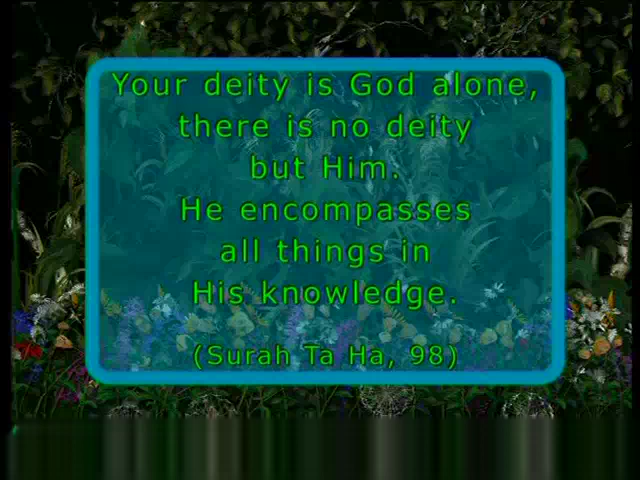 Your deity is God alone,
there is no deity
but Him.
He encompasses
all things in
His knowledge.
(Surah Ta Ha, 98)